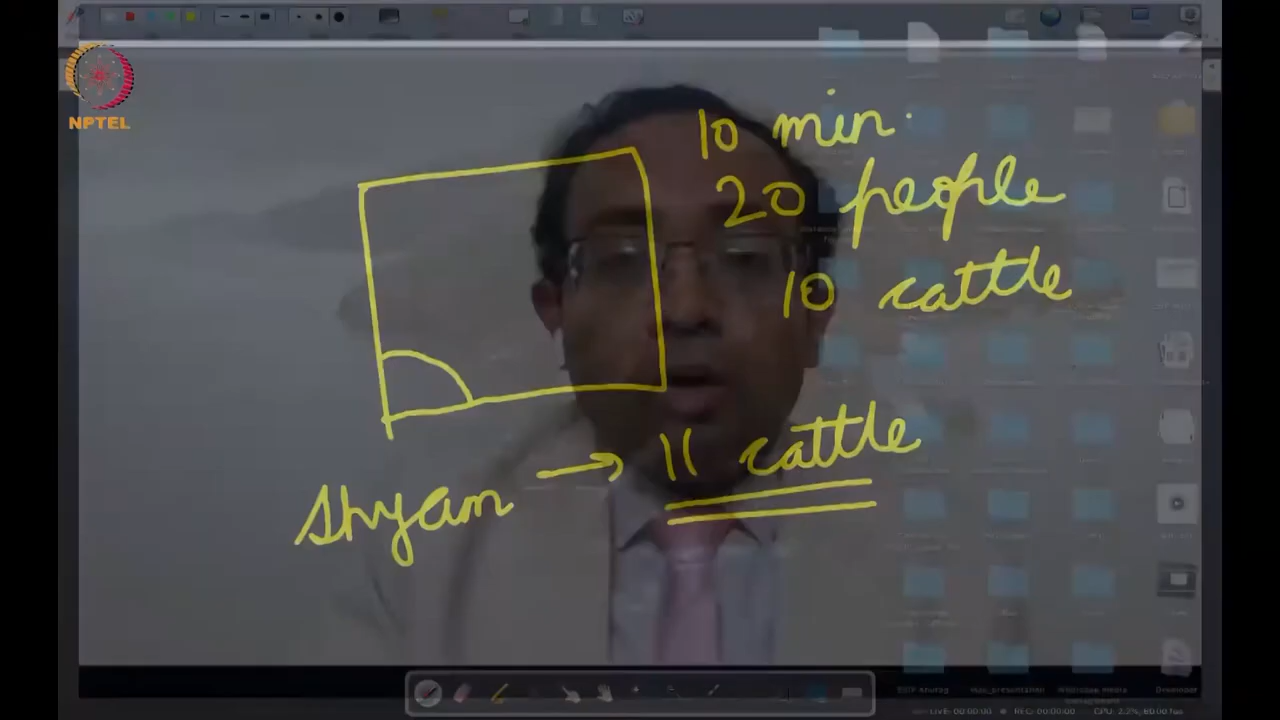 NPTEL
10 min.
20 people
10 cattle
Shyam → 11 cattle